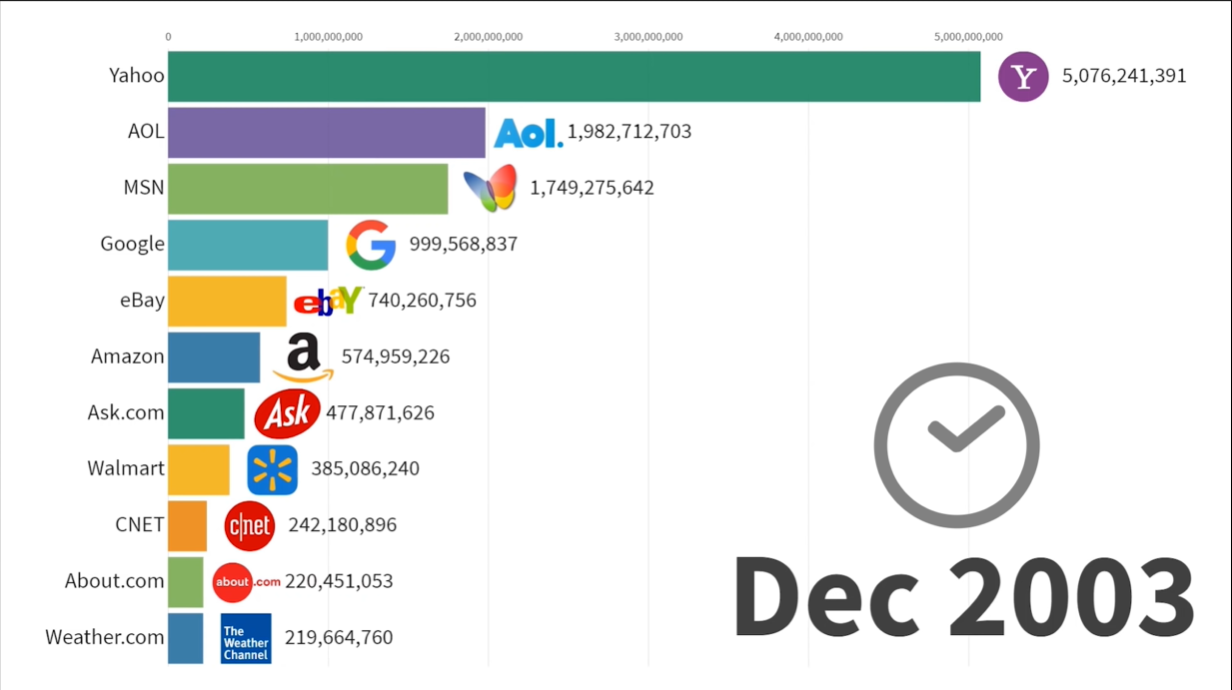 0 1,000,000,000 2,000,000,000 3,000,000,000 4,000,000,000 5,000,000,000
Yahoo Y 5,076,241,391
AOL Aol. 1,982,712,703
MSN 1,749,275,642
Google G 999,568,837
eBay ebaY 740,260,756
Amazon a 574,959,226
Ask.com Ask 477,871,626
Walmart 385,086,240
CNET c|net 242,180,896
About.com about.com 220,451,053
Weather.com The Weather Channel 219,664,760
Dec 2003